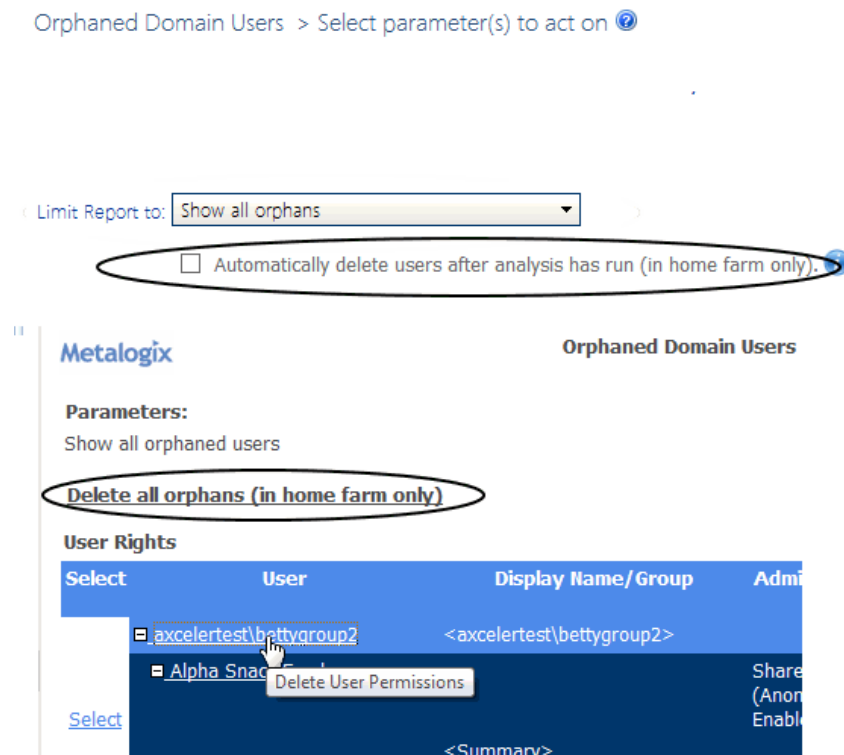 Orphaned Domain Users > Select parameter(s) to act on
Limit Report to: Show all orphans
Automatically delete users after analysis has run (in home farm only).
Metalogix
Orphaned Domain Users
Parameters:
Show all orphaned users
Delete all orphans (in home farm only)
User Rights
Select User Display Name/Group
axcelertest\bettygroup2 <axcelertest\bettygroup2>
Alpha
Delete User Permissions
Select
<Summary>